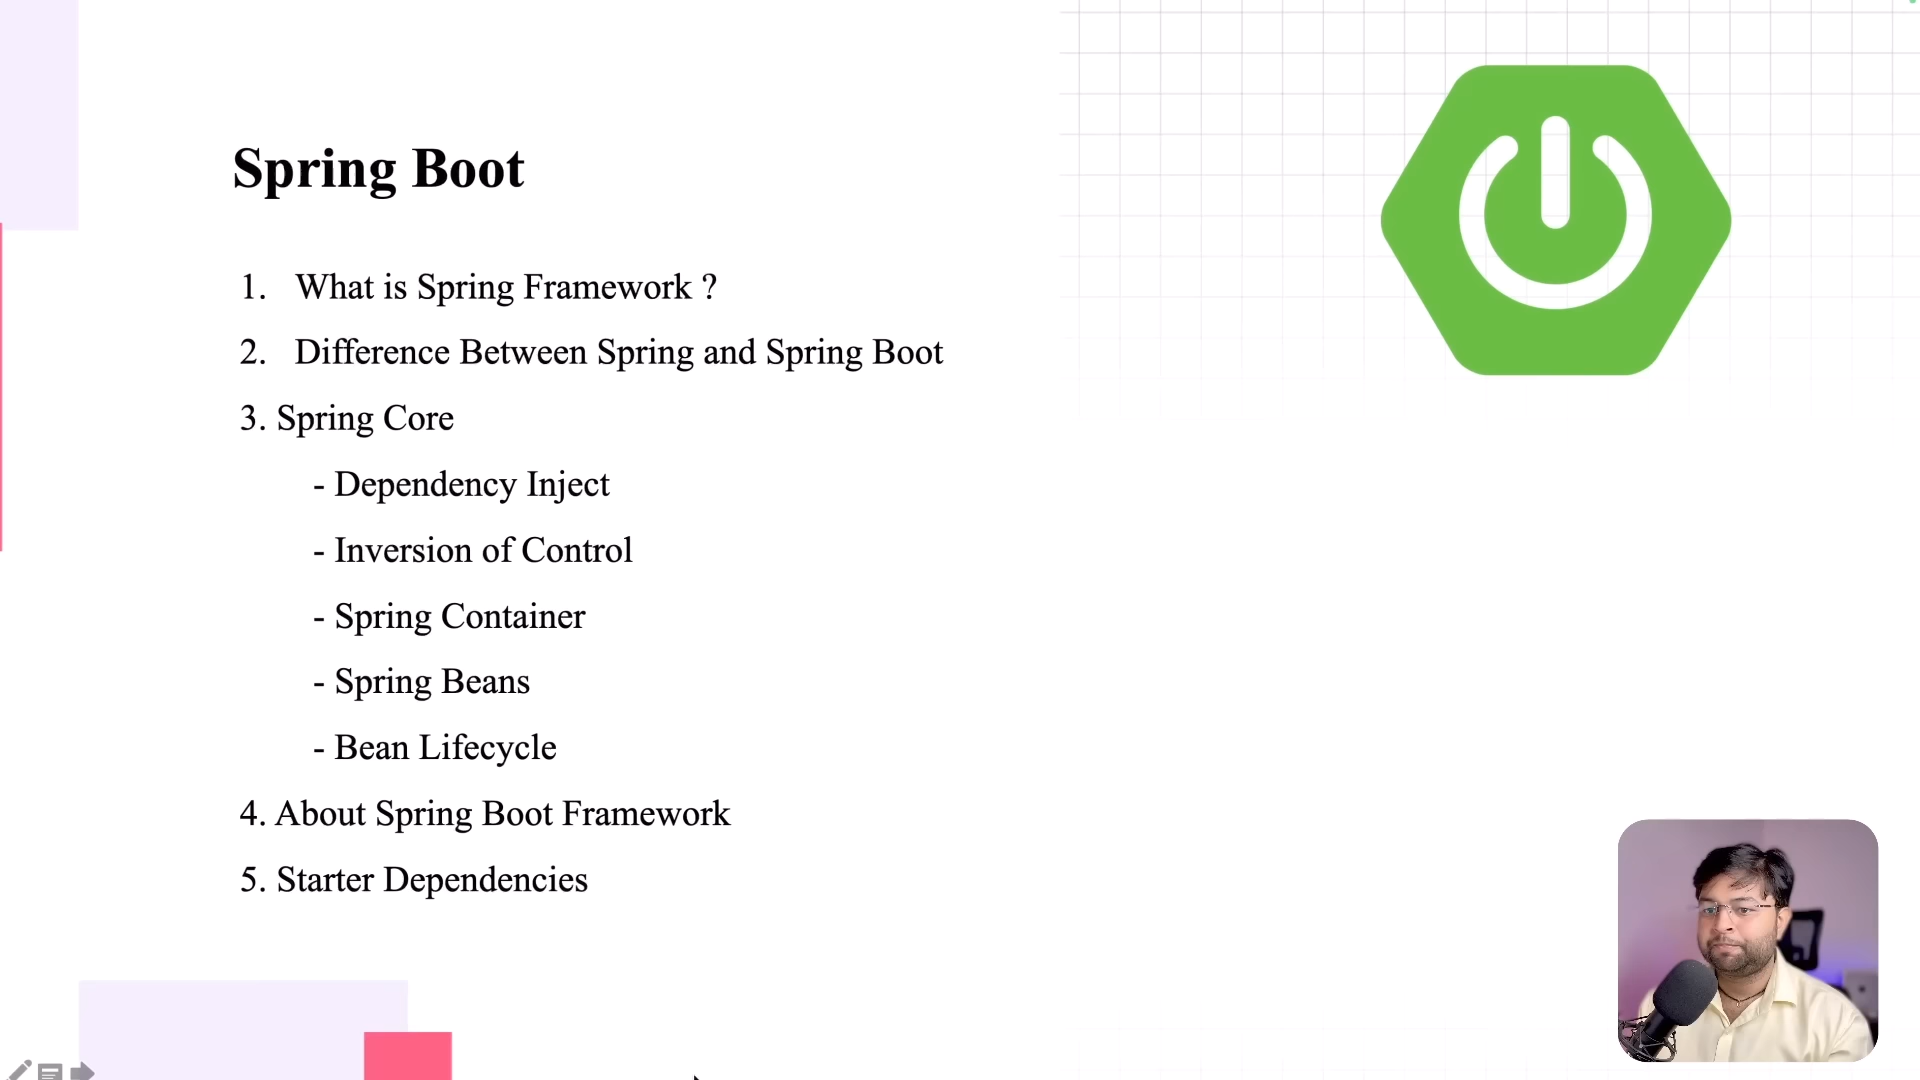 Spring Boot
1. What is Spring Framework ?
2. Difference Between Spring and Spring Boot
3. Spring Core
- Dependency Inject
- Inversion of Control
- Spring Container
- Spring Beans
- Bean Lifecycle
4. About Spring Boot Framework
5. Starter Dependencies